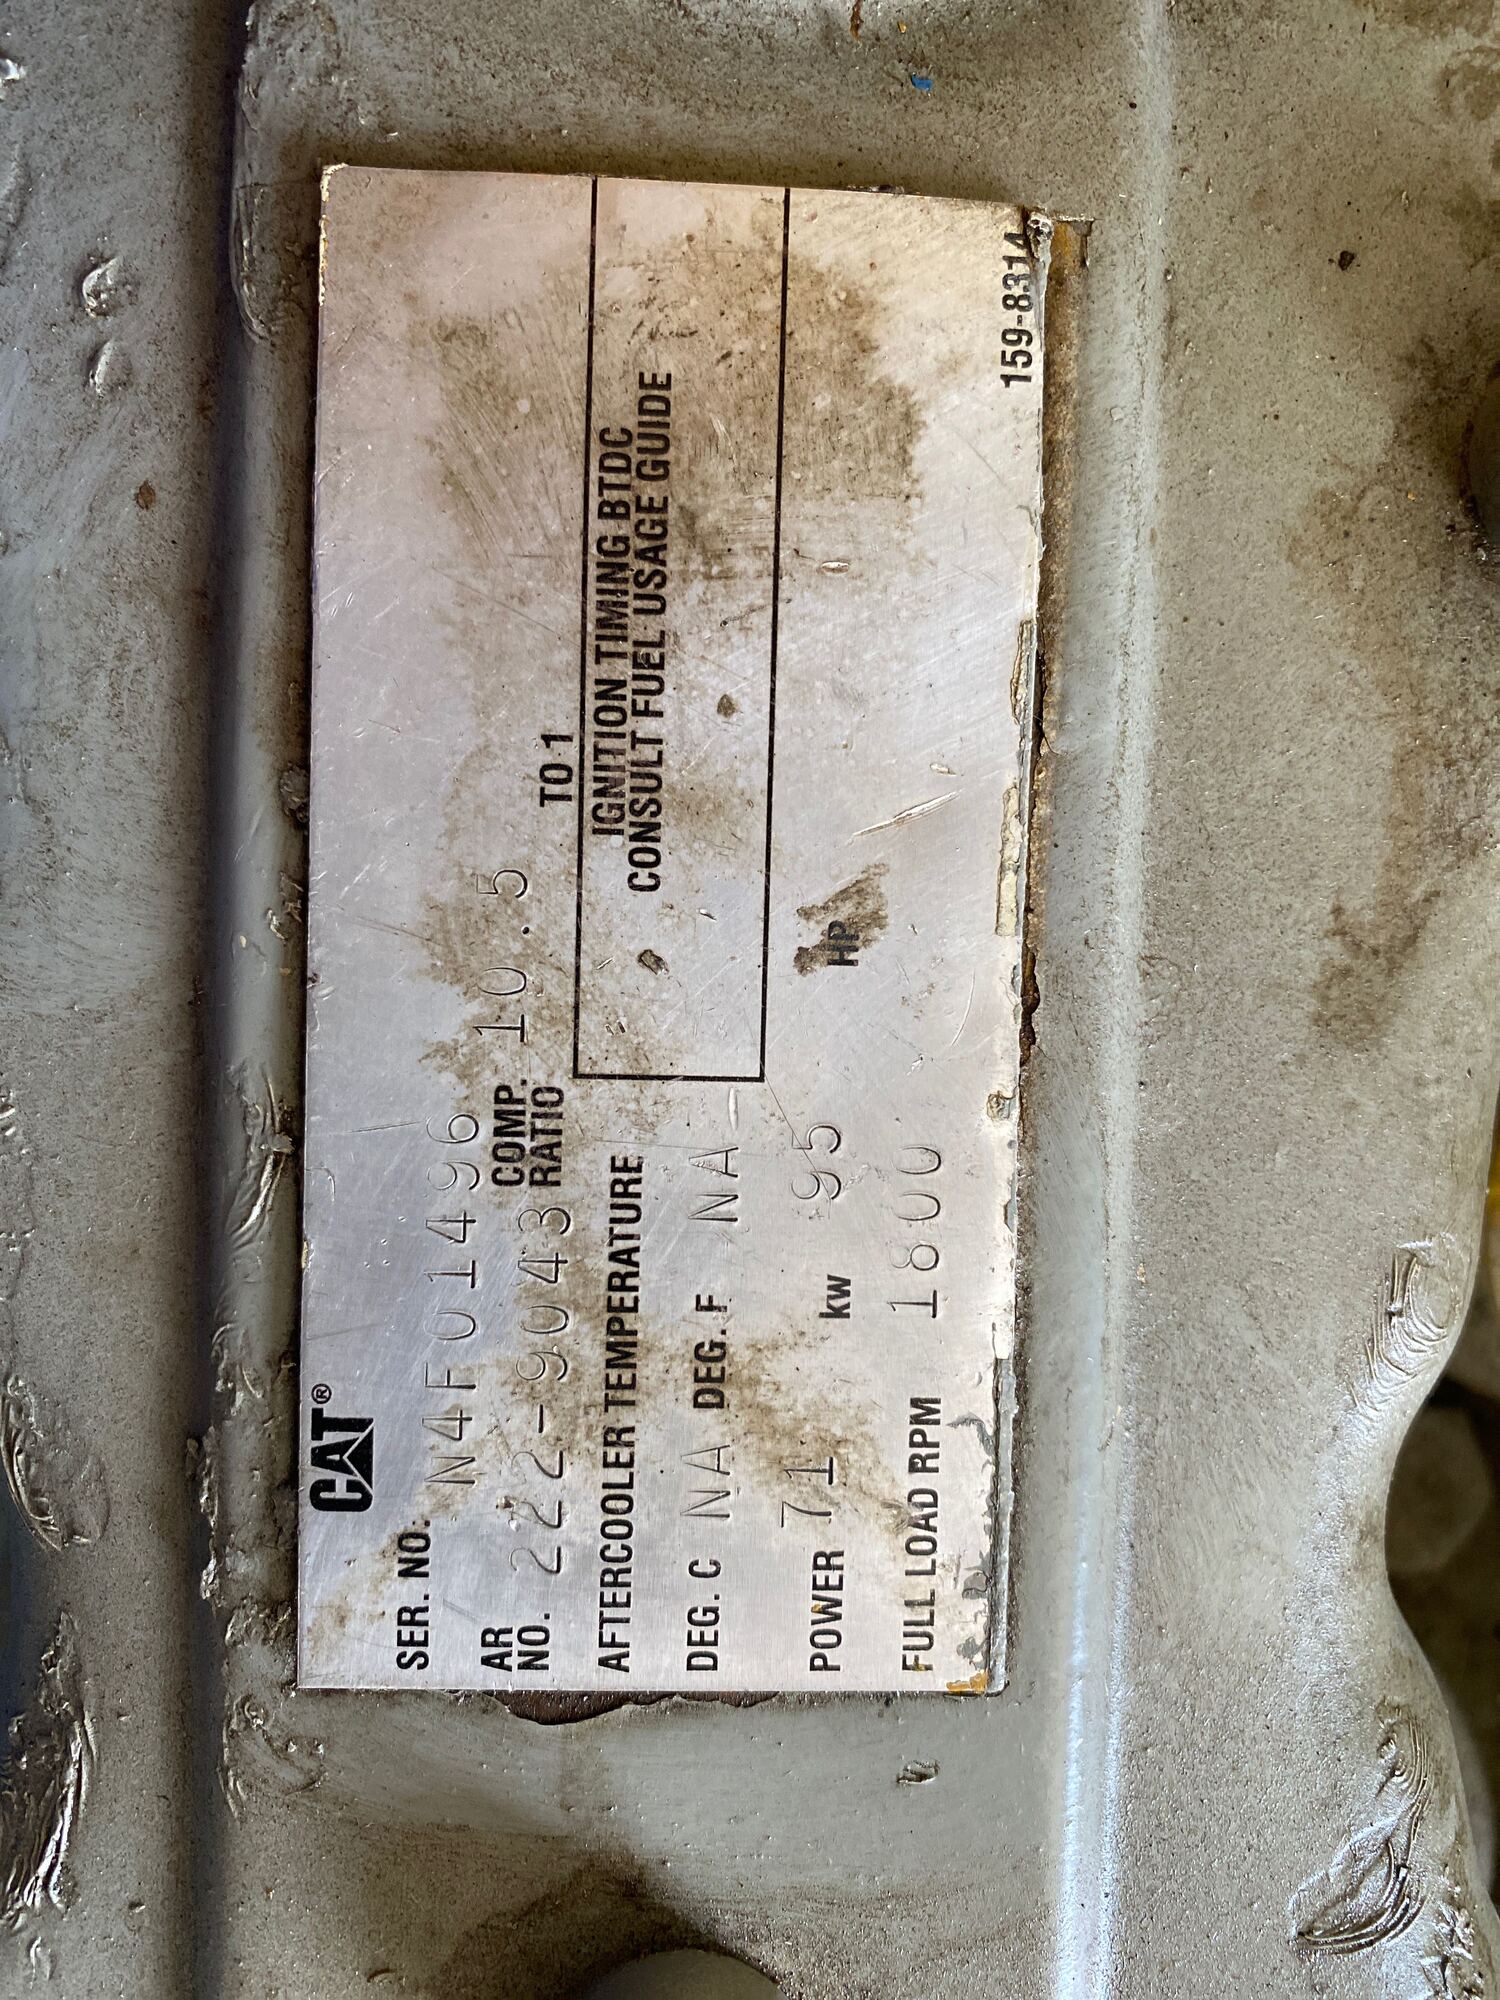 CAT®
SER. NO. N4F01496
AR NO. 222-9043 COMP. RATIO 10.5 TO 1
AFTERCOOLER TEMPERATURE
DEG. C NA DEG. F NA
IGNITION TIMING BTDC
CONSULT FUEL USAGE GUIDE
POWER 71 kw 95 HP
FULL LOAD RPM 1800
159-8314